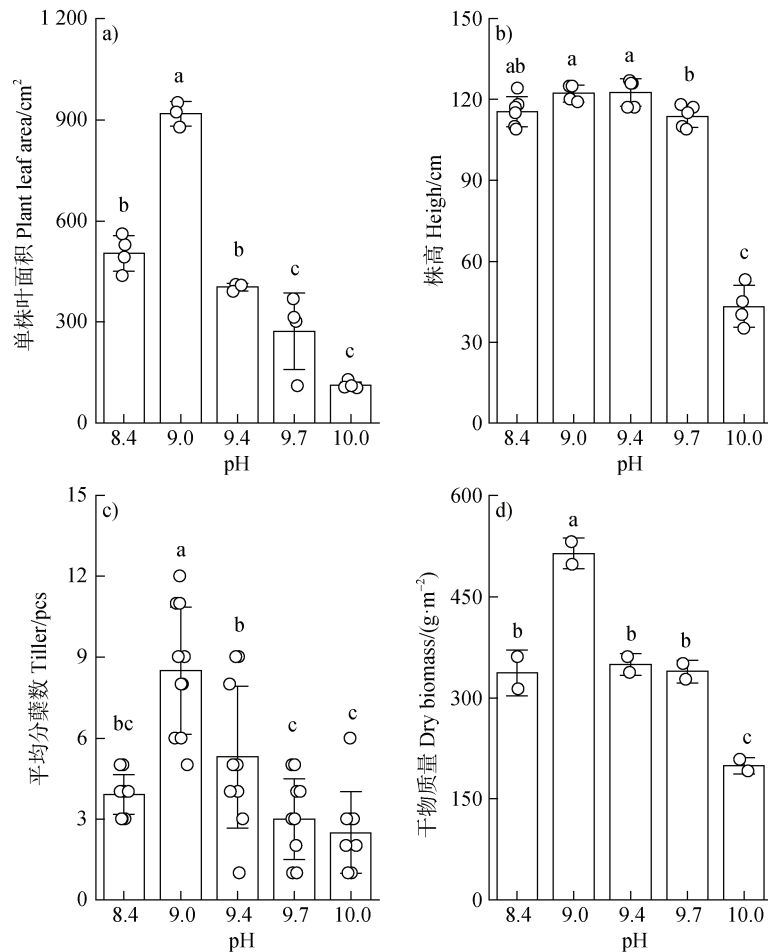 a)
单株叶面积 Plant leaf area/cm²
1 200
900
600
300
0
b
a
b
c
c
8.4 9.0 9.4 9.7 10.0
pH
b)
株高 Heigh/cm
150
120
90
60
30
0
ab
a
a
b
c
8.4 9.0 9.4 9.7 10.0
pH
c)
平均分蘖数 Tiller/pcs
15
12
9
6
3
0
bc
a
b
c
c
8.4 9.0 9.4 9.7 10.0
pH
d)
干物质量 Dry biomass/(g·m⁻²)
600
450
300
150
0
b
a
b
b
c
8.4 9.0 9.4 9.7 10.0
pH